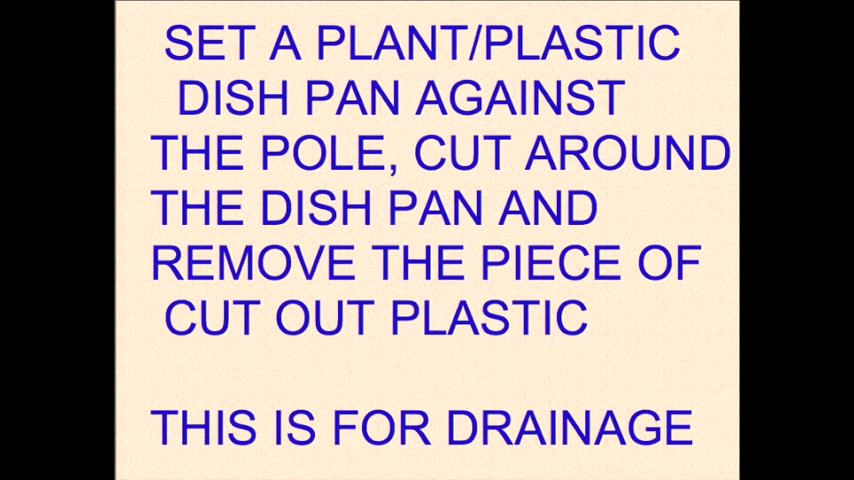 SET A PLANT/PLASTIC
DISH PAN AGAINST
THE POLE, CUT AROUND
THE DISH PAN AND
REMOVE THE PIECE OF
CUT OUT PLASTIC
THIS IS FOR DRAINAGE